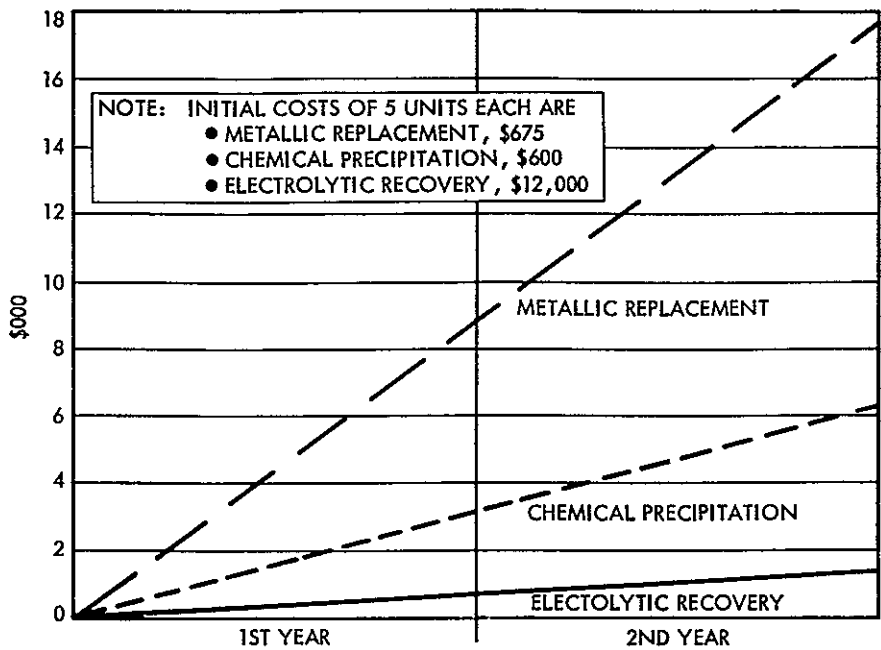 18
16
14
12
10
8
6
4
2
0
$000
NOTE: INITIAL COSTS OF 5 UNITS EACH ARE
● METALLIC REPLACEMENT, $675
● CHEMICAL PRECIPITATION, $600
● ELECTROLYTIC RECOVERY, $12,000
METALLIC REPLACEMENT
CHEMICAL PRECIPITATION
ELECTOLYTIC RECOVERY
1ST YEAR
2ND YEAR